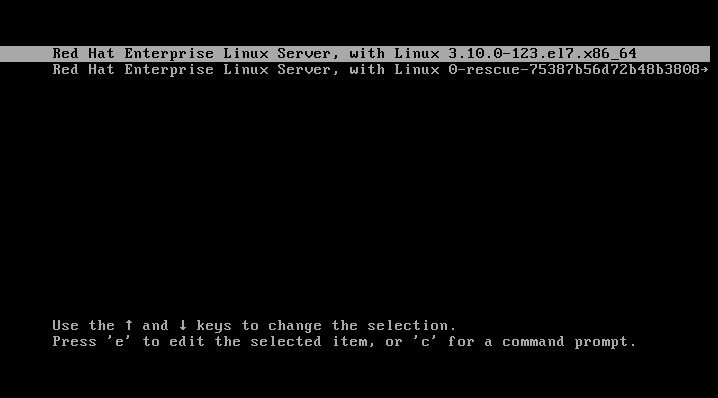 Red Hat Enterprise Linux Server, with Linux 3.10.0-123.el7.x86_64
Red Hat Enterprise Linux Server, with Linux 0-rescue-75387b56d72b48b3808→
Use the ↑ and ↓ keys to change the selection.
Press 'e' to edit the selected item, or 'c' for a command prompt.